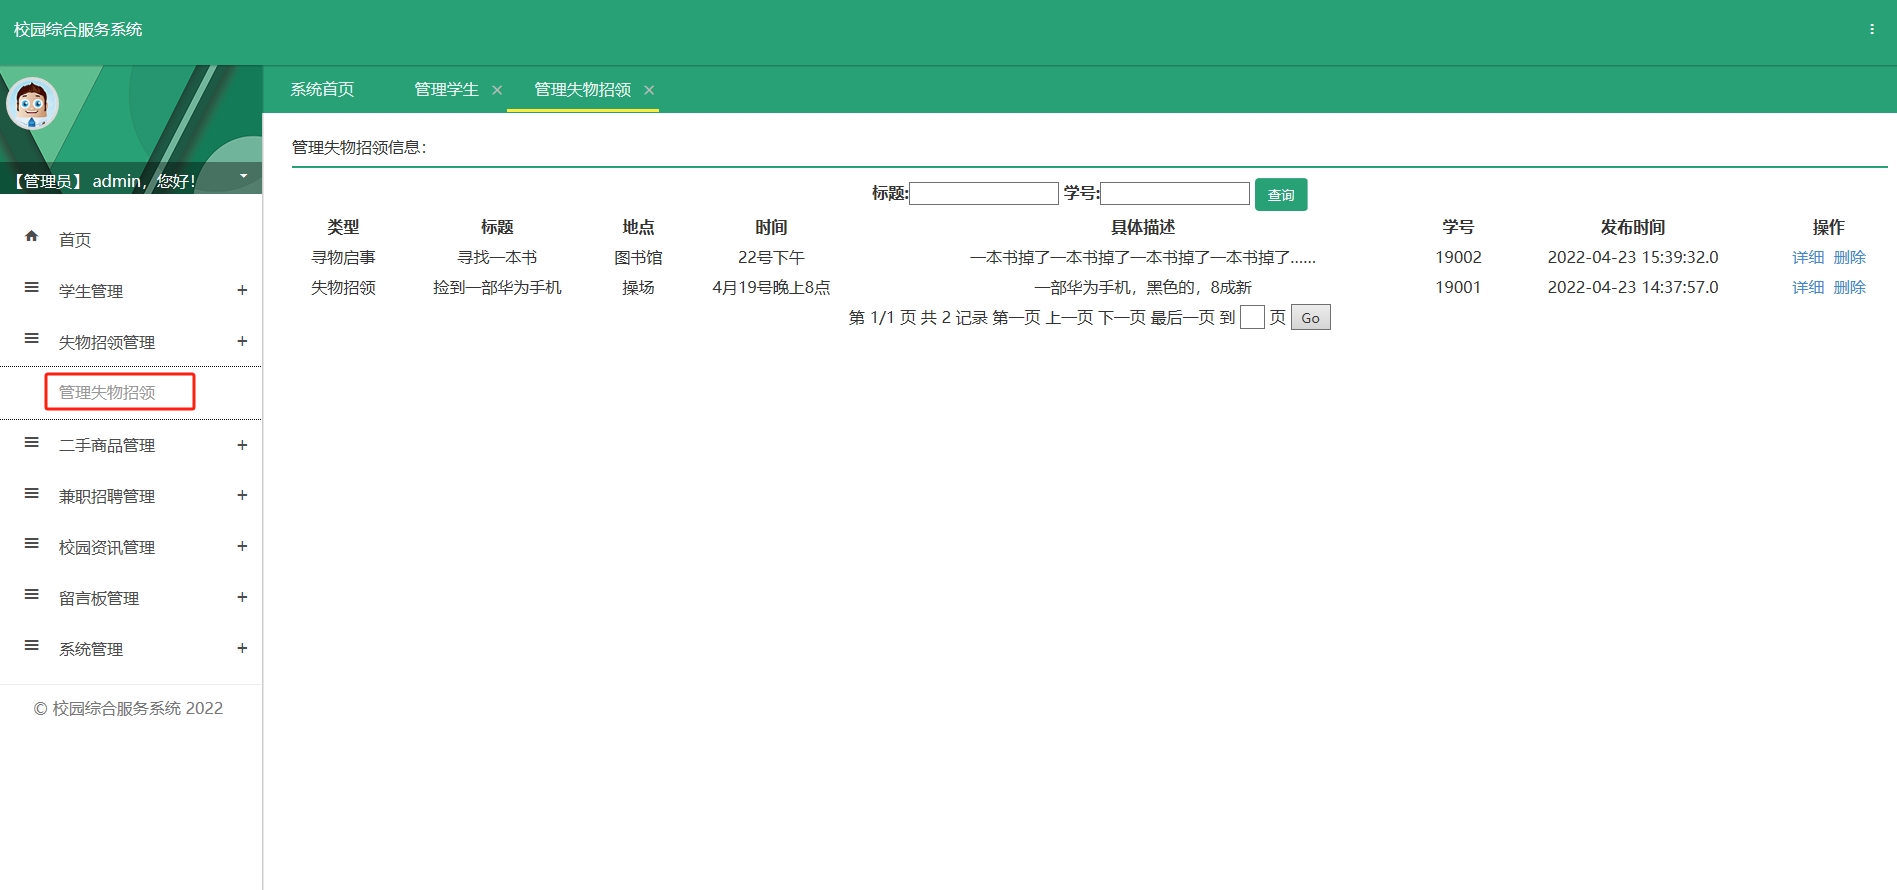 校园综合服务系统
【管理员】 admin，您好!
系统首页 管理学生 × 管理失物招领 ×
首页
学生管理 +
失物招领管理 +
管理失物招领
二手商品管理 +
兼职招聘管理 +
校园资讯管理 +
留言板管理 +
系统管理 +
© 校园综合服务系统 2022
管理失物招领信息：
标题: 学号: 查询
类型 标题 地点 时间 具体描述 学号 发布时间 操作
寻物启事 寻找一本书 图书馆 22号下午 一本书掉了一本书掉了一本书掉了一本书掉了...... 19002 2022-04-23 15:39:32.0 详细 删除
失物招领 捡到一部华为手机 操场 4月19号晚上8点 一部华为手机，黑色的，8成新 19001 2022-04-23 14:37:57.0 详细 删除
第 1/1 页 共 2 记录 第一页 上一页 下一页 最后一页 到 页 Go